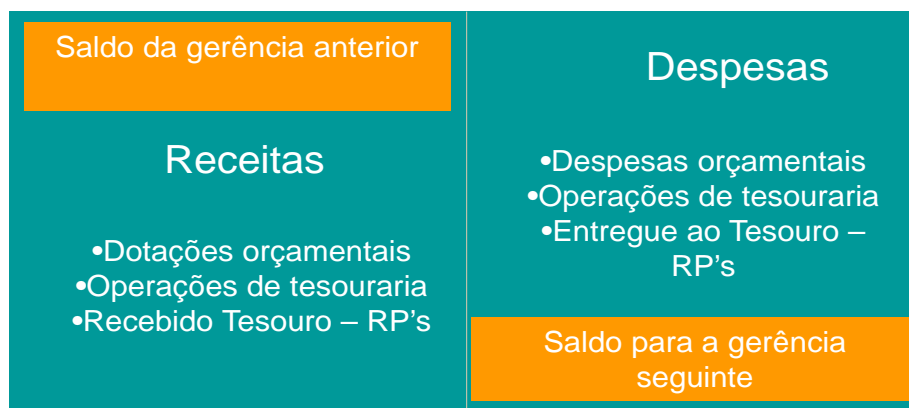 Saldo da gerência anterior
Receitas
•Dotações orçamentais
•Operações de tesouraria
•Recebido Tesouro – RP's
Despesas
•Despesas orçamentais
•Operações de tesouraria
•Entregue ao Tesouro –
RP's
Saldo para a gerência
seguinte